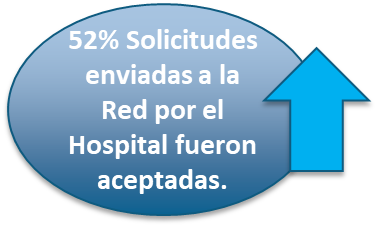 52% Solicitudes
enviadas a la
Red por el
Hospital fueron
aceptadas.